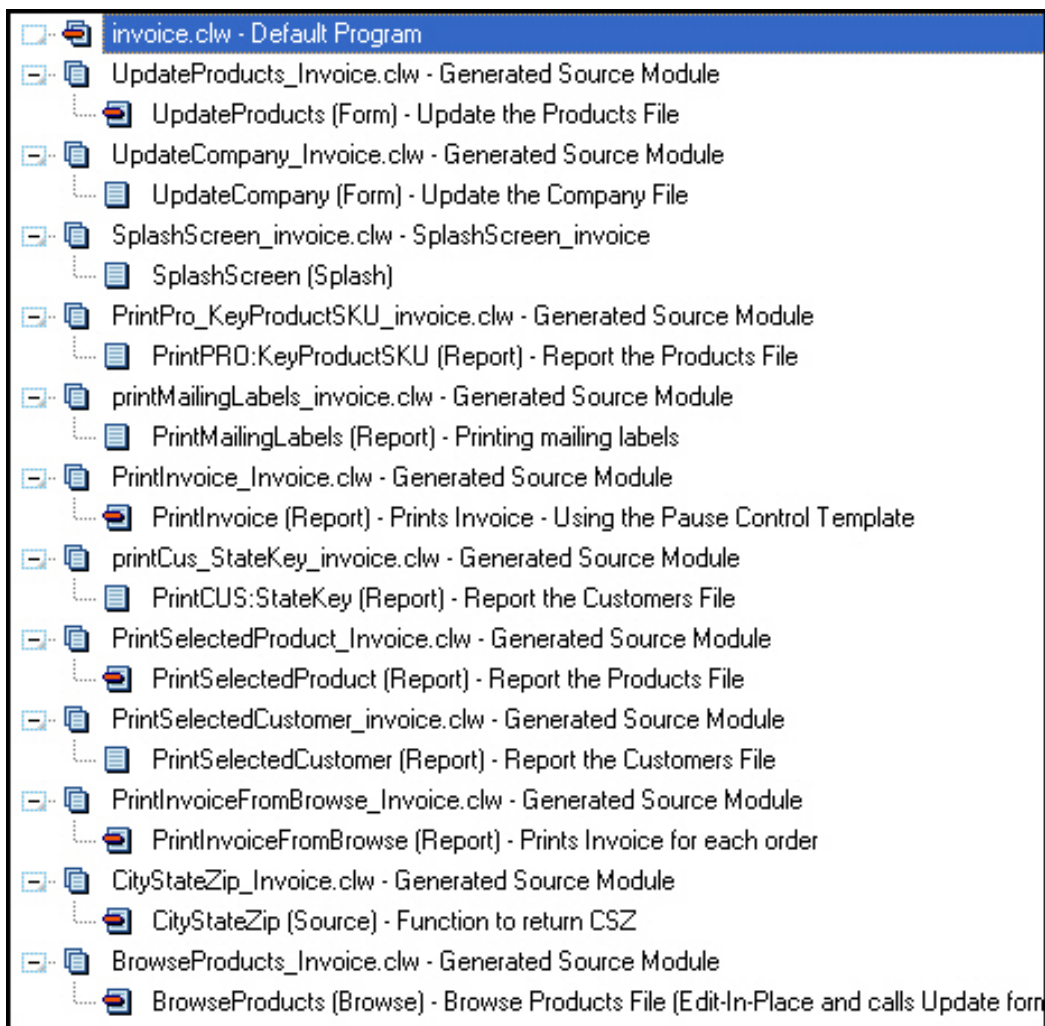 invoice.clw - Default Program
UpdateProducts_Invoice.clw - Generated Source Module
UpdateProducts (Form) - Update the Products File
UpdateCompany_Invoice.clw - Generated Source Module
UpdateCompany (Form) - Update the Company File
SplashScreen_invoice.clw - SplashScreen_invoice
SplashScreen (Splash)
PrintPro_KeyProductSKU_invoice.clw - Generated Source Module
PrintPRO:KeyProductSKU (Report) - Report the Products File
printMailingLabels_invoice.clw - Generated Source Module
PrintMailingLabels (Report) - Printing mailing labels
PrintInvoice_Invoice.clw - Generated Source Module
PrintInvoice (Report) - Prints Invoice - Using the Pause Control Template
printCus_StateKey_invoice.clw - Generated Source Module
PrintCUS:StateKey (Report) - Report the Customers File
PrintSelectedProduct_Invoice.clw - Generated Source Module
PrintSelectedProduct (Report) - Report the Products File
PrintSelectedCustomer_invoice.clw - Generated Source Module
PrintSelectedCustomer (Report) - Report the Customers File
PrintInvoiceFromBrowse_Invoice.clw - Generated Source Module
PrintInvoiceFromBrowse (Report) - Prints Invoice for each order
CityStateZip_Invoice.clw - Generated Source Module
CityStateZip (Source) - Function to return CSZ
BrowseProducts_Invoice.clw - Generated Source Module
BrowseProducts (Browse) - Browse Products File (Edit-In-Place and calls Update form